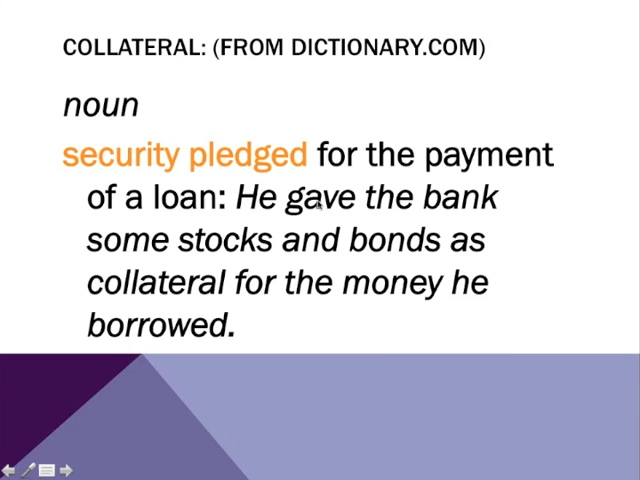 COLLATERAL: (FROM DICTIONARY.COM)
noun
security pledged for the payment
of a loan: He gave the bank
some stocks and bonds as
collateral for the money he
borrowed.